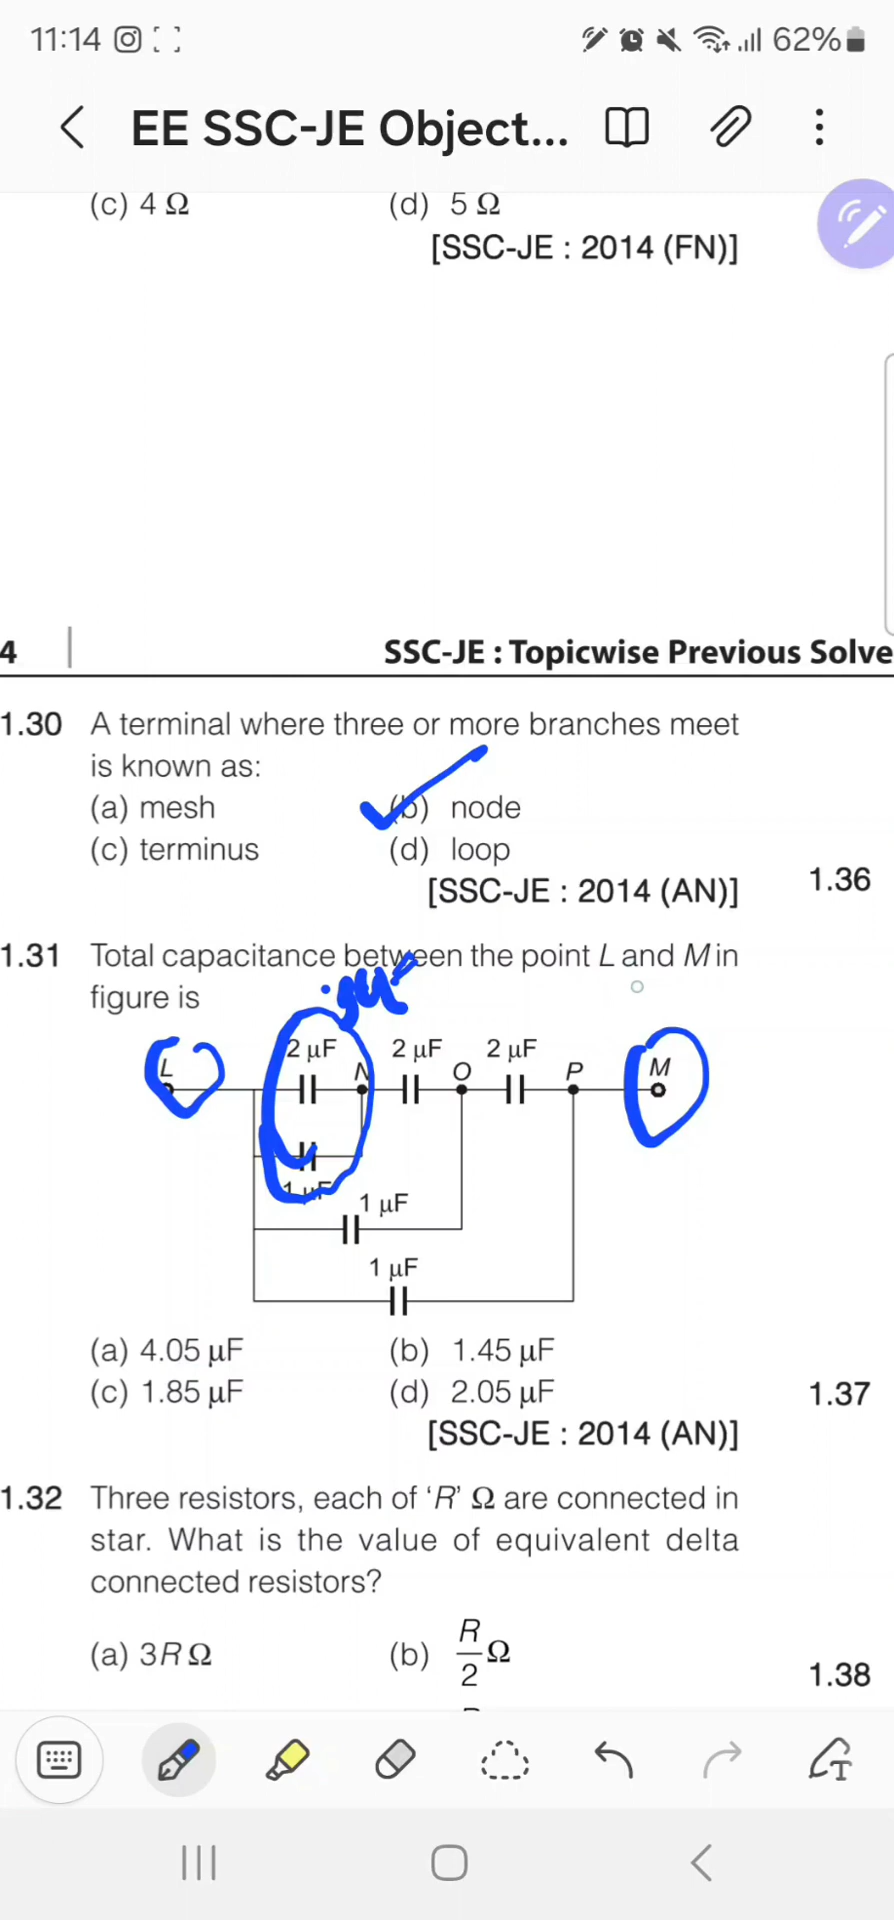 11:14 62%
EE SSC-JE Object...
(c) 4 Ω (d) 5 Ω
[SSC-JE : 2014 (FN)]
4 SSC-JE : Topicwise Previous Solve
1.30 A terminal where three or more branches meet
is known as:
(a) mesh (b) node
(c) terminus (d) loop
[SSC-JE : 2014 (AN)]
1.36
1.31 Total capacitance between the point L and M in
figure is
2 μF 2 μF 2 μF
L N O P M
1 μF
1 μF
1 μF
(a) 4.05 μF (b) 1.45 μF
(c) 1.85 μF (d) 2.05 μF
1.37
[SSC-JE : 2014 (AN)]
1.32 Three resistors, each of ‘R’ Ω are connected in
star. What is the value of equivalent delta
connected resistors?
(a) 3R Ω (b) R/2 Ω
1.38
T